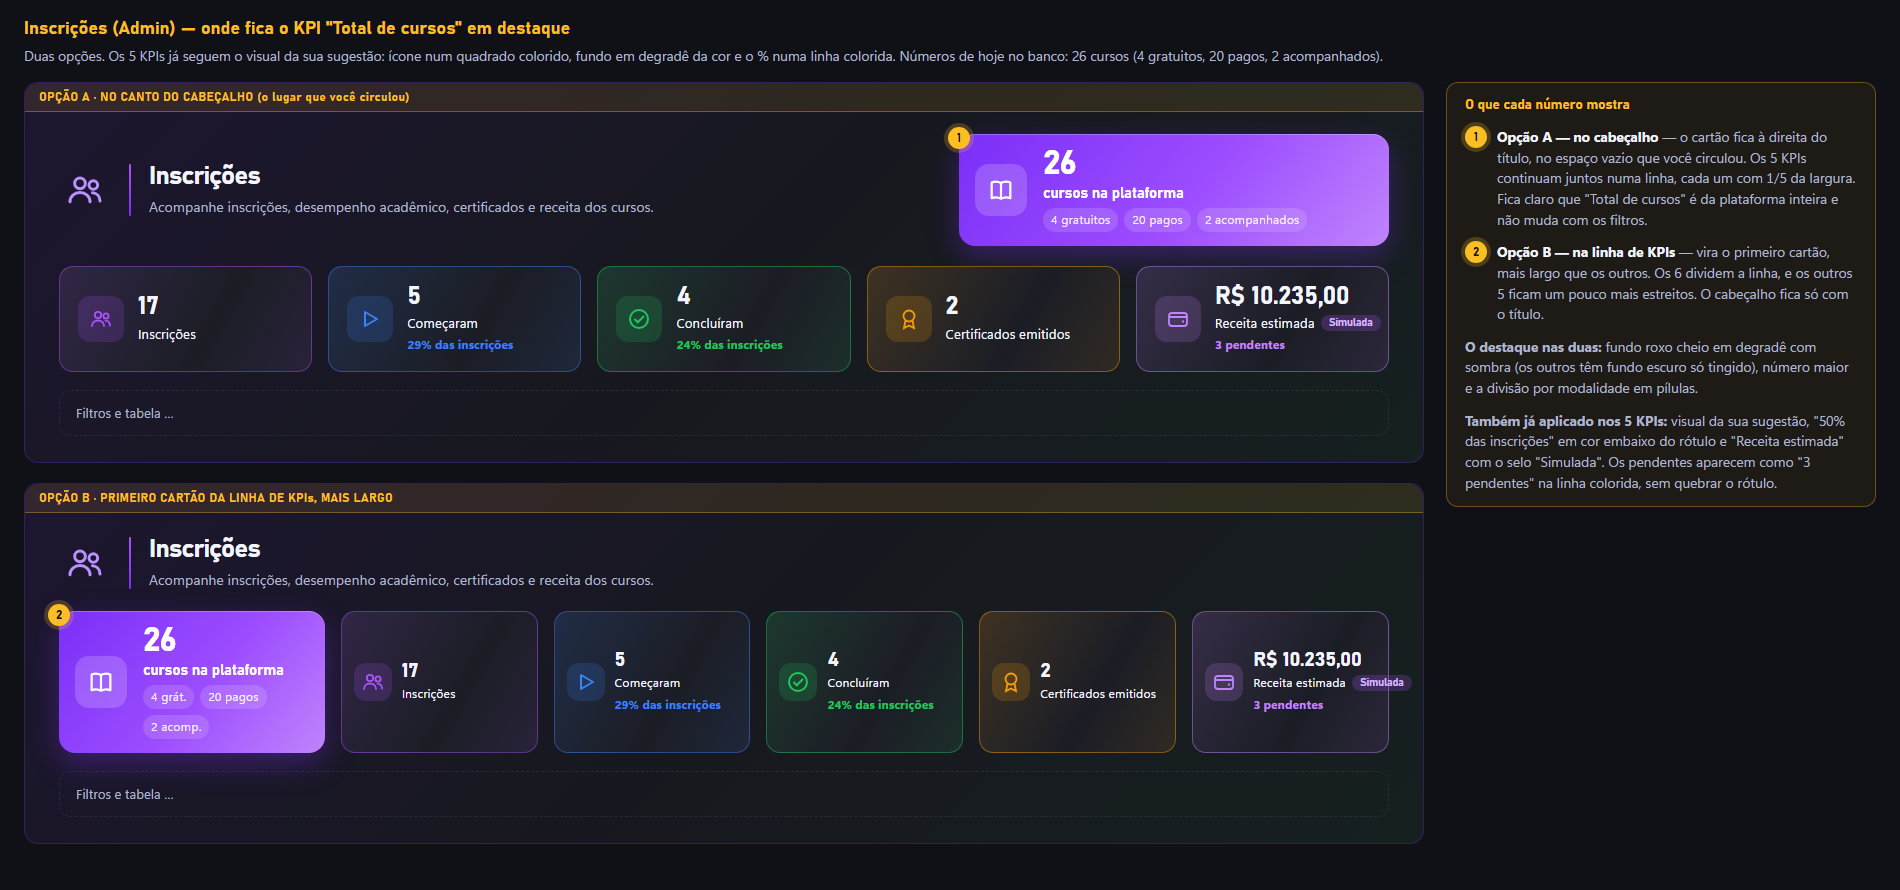 Inscrições (Admin) — onde fica o KPI "Total de cursos" em destaque
Duas opções. Os 5 KPIs já seguem o visual da sua sugestão: ícone num quadrado colorido, fundo em degradê da cor e o % numa linha colorida. Números de hoje no banco: 26 cursos (4 gratuitos, 20 pagos, 2 acompanhados).
OPÇÃO A · NO CANTO DO CABEÇALHO (o lugar que você circulou)
1
Inscrições
Acompanhe inscrições, desempenho acadêmico, certificados e receita dos cursos.
26
cursos na plataforma
4 gratuitos 20 pagos 2 acompanhados
17
Inscrições
5
Começaram
29% das inscrições
4
Concluíram
24% das inscrições
2
Certificados emitidos
R$ 10.235,00
Receita estimada Simulada
3 pendentes
Filtros e tabela ...
OPÇÃO B · PRIMEIRO CARTÃO DA LINHA DE KPIs, MAIS LARGO
Inscrições
Acompanhe inscrições, desempenho acadêmico, certificados e receita dos cursos.
2
26
cursos na plataforma
4 grát. 20 pagos
2 acomp.
17
Inscrições
5
Começaram
29% das inscrições
4
Concluíram
24% das inscrições
2
Certificados emitidos
R$ 10.235,00
Receita estimada Simulada
3 pendentes
Filtros e tabela ...
O que cada número mostra
1 Opção A — no cabeçalho — o cartão fica à direita do
título, no espaço vazio que você circulou. Os 5 KPIs
continuam juntos numa linha, cada um com 1/5 da largura.
Fica claro que "Total de cursos" é da plataforma inteira e
não muda com os filtros.
2 Opção B — na linha de KPIs — vira o primeiro cartão,
mais largo que os outros. Os 6 dividem a linha, e os outros
5 ficam um pouco mais estreitos. O cabeçalho fica só com
o título.
O destaque nas duas: fundo roxo cheio em degradê com
sombra (os outros têm fundo escuro só tingido), número maior
e a divisão por modalidade em pílulas.
Também já aplicado nos 5 KPIs: visual da sua sugestão, "50%
das inscrições" em cor embaixo do rótulo e "Receita estimada"
com o selo "Simulada". Os pendentes aparecem como "3
pendentes" na linha colorida, sem quebrar o rótulo.